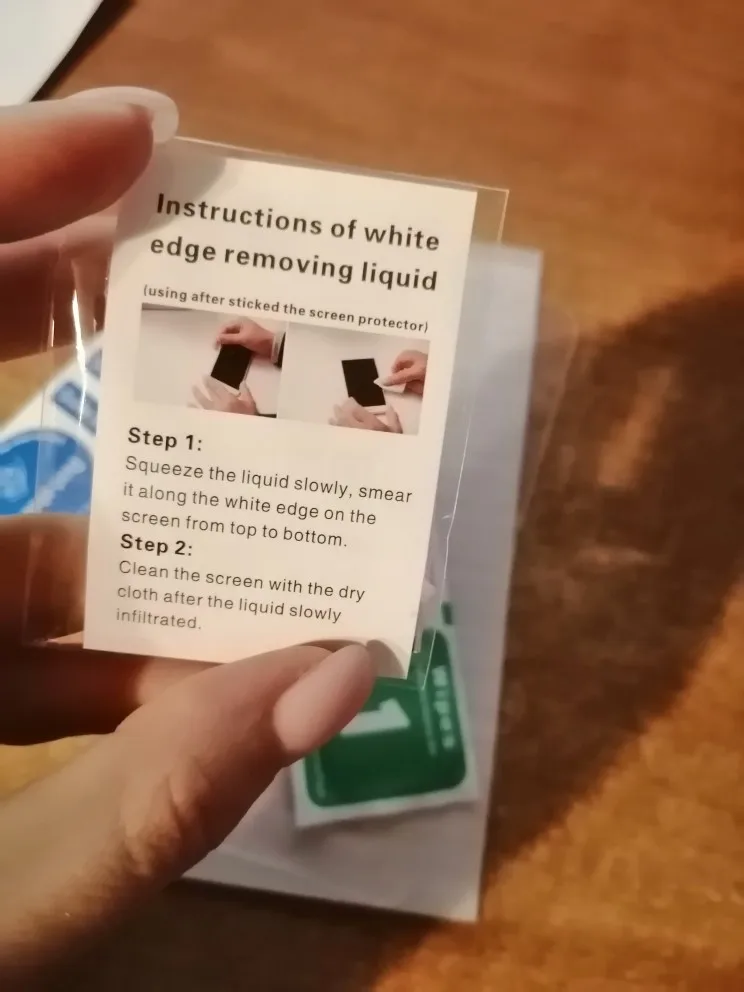 Instructions of white
edge removing liquid
(using after sticked the screen protector)
Step 1:
Squeeze the liquid slowly, smear
it along the white edge on the
screen from top to bottom.
Step 2:
Clean the screen with the dry
cloth after the liquid slowly
infiltrated.
Wipes
1